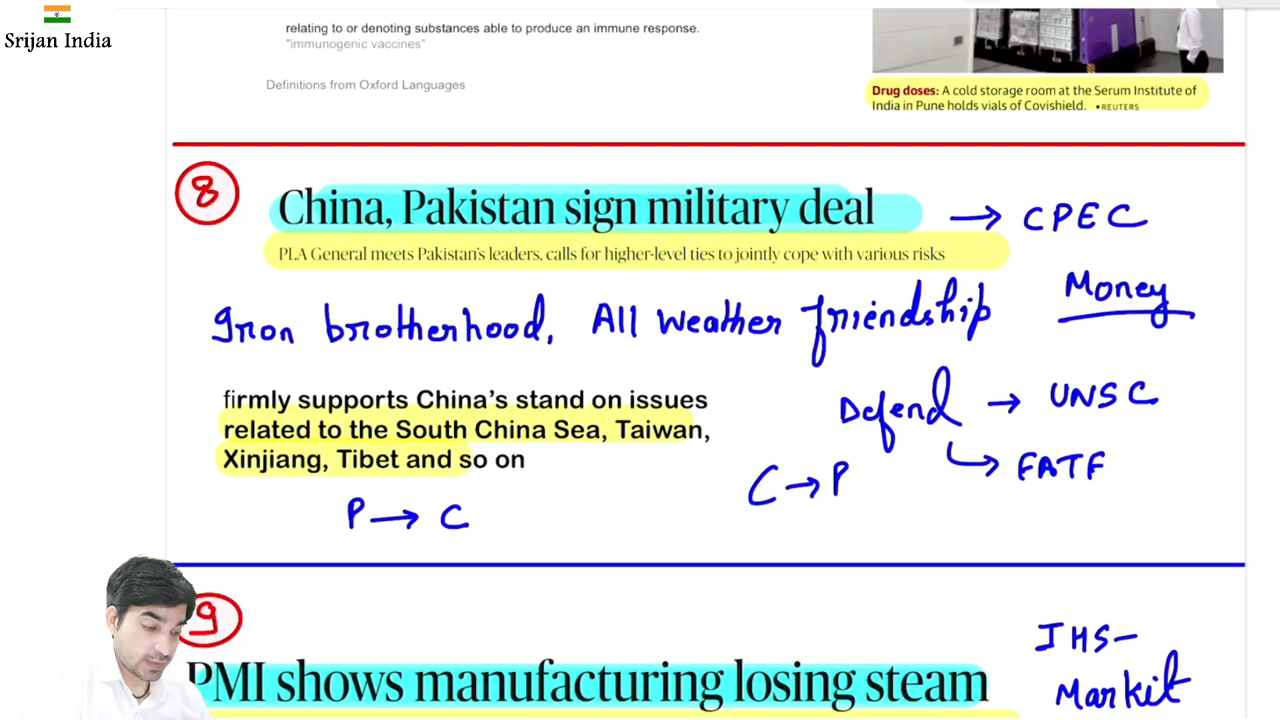 Srijan India
relating to or denoting substances able to produce an immune response.
"immunogenic vaccines"
Definitions from Oxford Languages
Drug doses: A cold storage room at the Serum Institute of
India in Pune holds vials of Covishield. •REUTERS
8
China, Pakistan sign military deal
→ CPEC
PLA General meets Pakistan's leaders, calls for higher-level ties to jointly cope with various risks
Money
Iron brotherhood, All weather friendship
firmly supports China's stand on issues
related to the South China Sea, Taiwan,
Xinjiang, Tibet and so on
Defend → UNSC
→ FATF
C → P
P → C
9
PMI shows manufacturing losing steam
IHS-
Markit